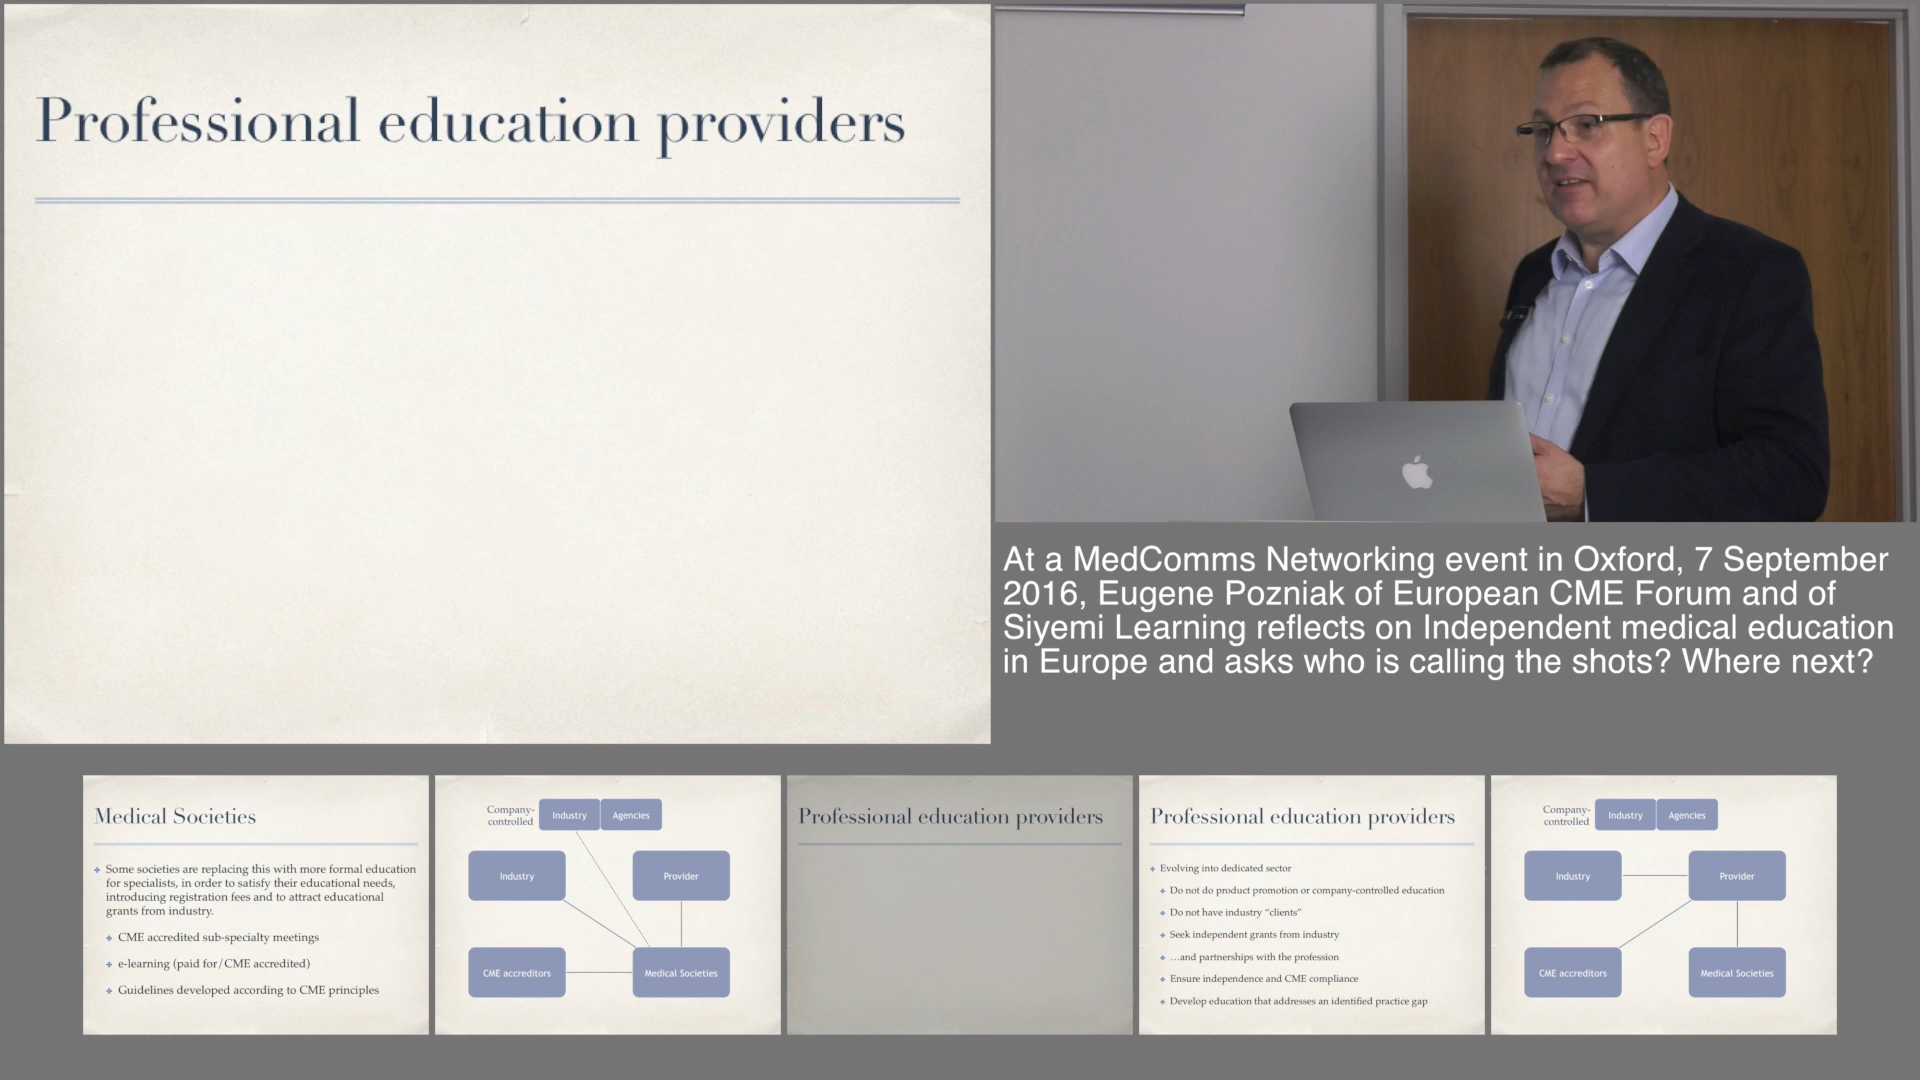 Professional education providers
At a MedComms Networking event in Oxford, 7 September
2016, Eugene Pozniak of European CME Forum and of
Siyemi Learning reflects on Independent medical education
in Europe and asks who is calling the shots? Where next?
Medical Societies
Some societies are replacing this with more formal education
for specialists, in order to satisfy their educational needs,
introducing registration fees and to attract educational
grants from industry.
CME accredited sub-specialty meetings
e-learning (paid for/CME accredited)
Guidelines developed according to CME principles
Company-
controlled
Industry
Agencies
Industry
Provider
CME accreditors
Medical Societies
Professional education providers
Professional education providers
Evolving into dedicated sector
Do not do product promotion or company-controlled education
Do not have industry “clients”
Seek independent grants from industry
…and partnerships with the profession
Ensure independence and CME compliance
Develop education that addresses an identified practice gap
Company-
controlled
Industry
Agencies
Industry
Provider
CME accreditors
Medical Societies